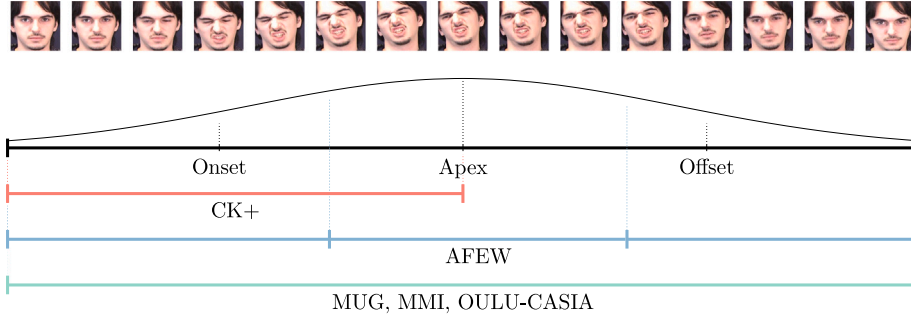 Onset Apex Offset
CK+
AFEW
MUG, MMI, OULU-CASIA